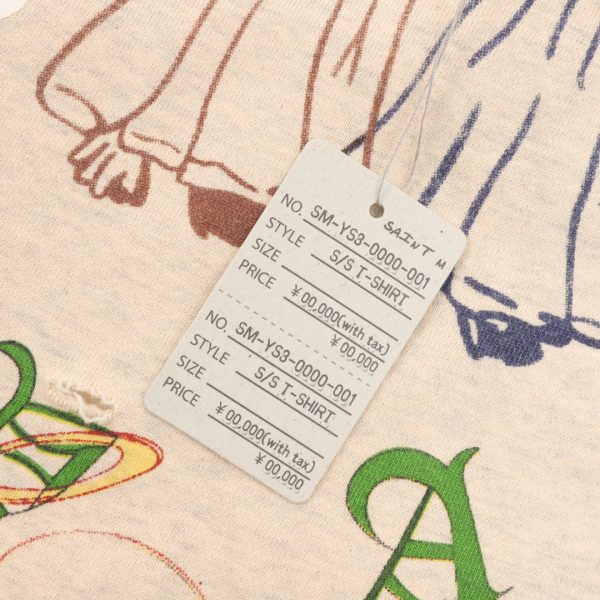 SAINT M
NO. SM-YS3-0000-001
STYLE S/S T-SHIRT
SIZE
PRICE ¥00,000(with tax)
¥00,000
NO. SM-YS3-0000-001
STYLE S/S T-SHIRT
SIZE
PRICE ¥00,000(with tax)
¥00,000
A